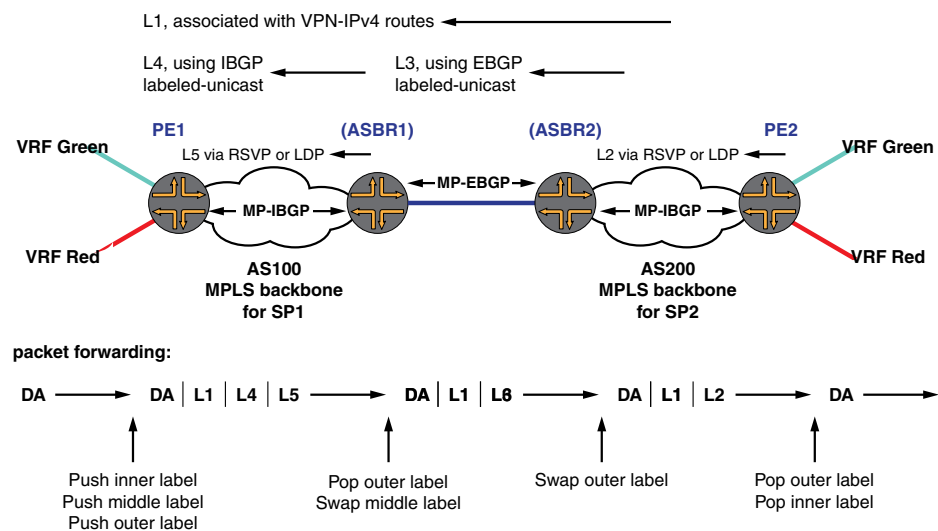 L1, associated with VPN-IPv4 routes
L4, using IBGP
labeled-unicast
L3, using EBGP
labeled-unicast
PE1
(ASBR1)
(ASBR2)
PE2
VRF Green
L5 via RSVP or LDP
L2 via RSVP or LDP
VRF Green
MP-EBGP
MP-IBGP
MP-IBGP
VRF Red
VRF Red
AS100
MPLS backbone
for SP1
AS200
MPLS backbone
for SP2
packet forwarding:
DA
DA | L1 | L4 | L5
DA | L1 |
DA | L1 | L2
DA
Push inner label
Push middle label
Push outer label
Pop outer label
Swap middle label
Swap outer label
Pop outer label
Pop inner label